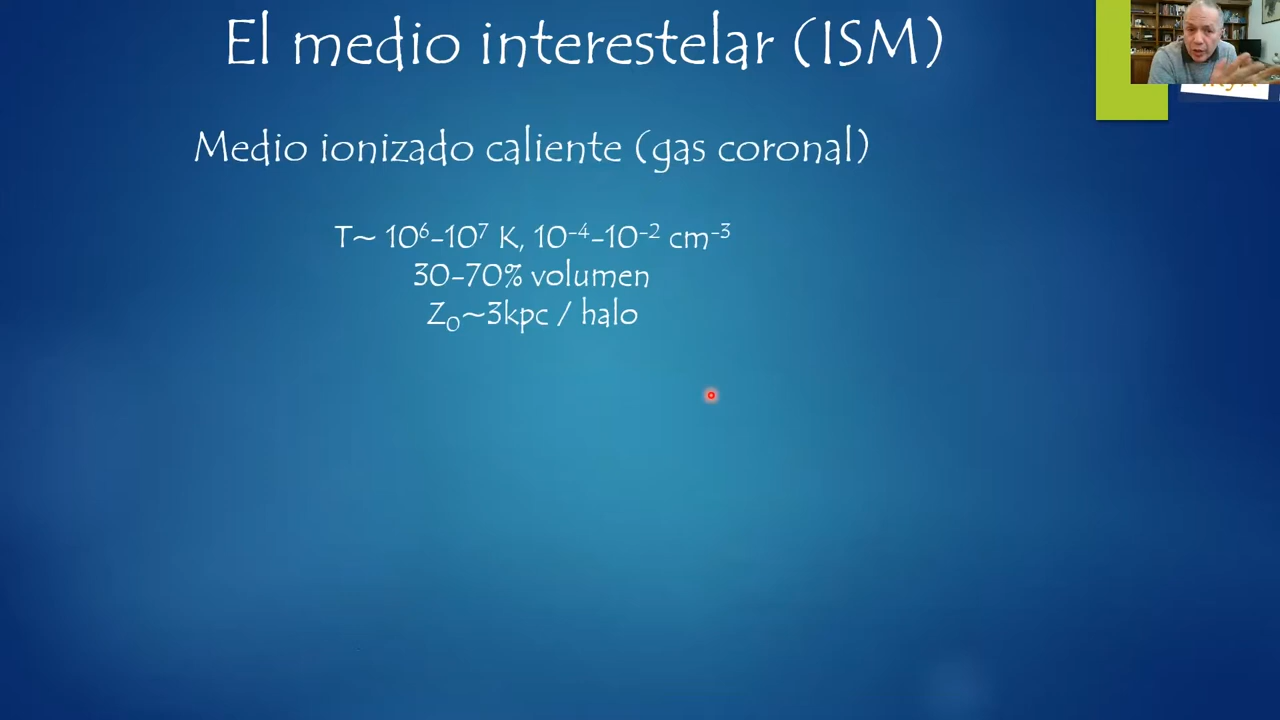 El medio interestelar (ISM)
Medio ionizado caliente (gas coronal)
T~ 10⁶-10⁷ K, 10⁻⁴-10⁻² cm⁻³
30-70% volumen
Z₀~3kpc / halo